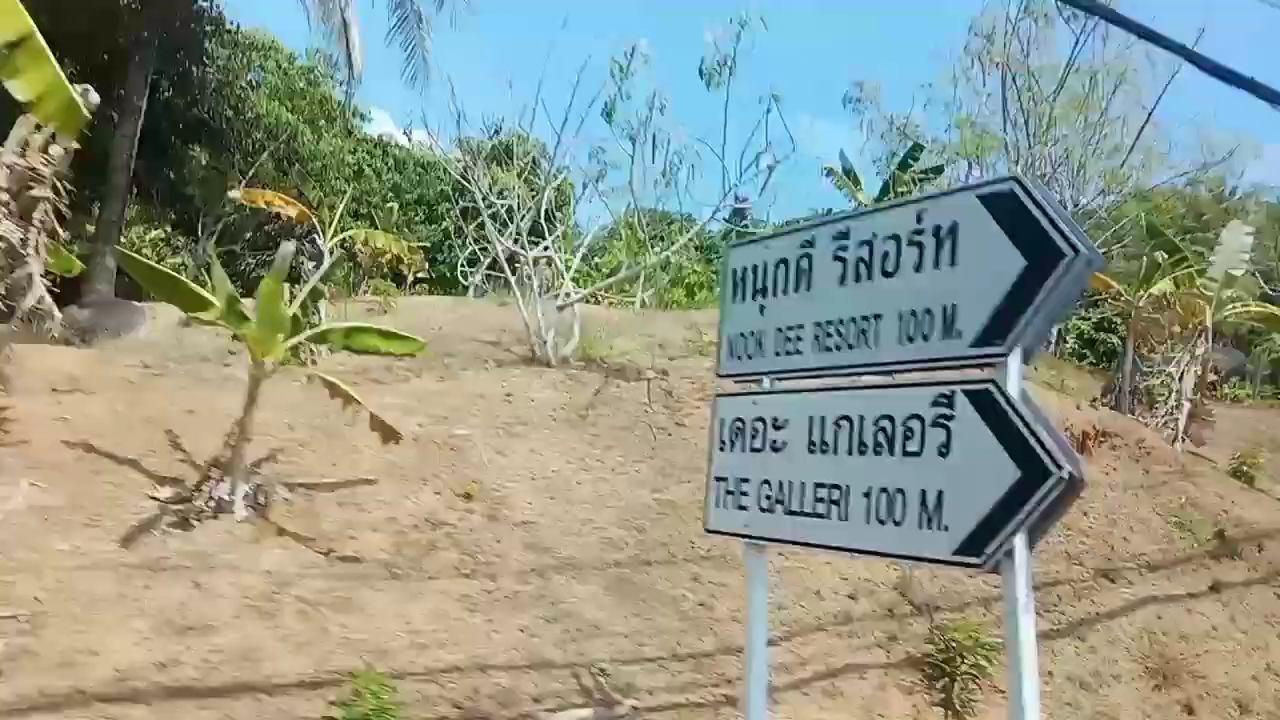 หนุกดี รีสอร์ท
NOOK DEE RESORT 100 M.
เดอะ แกเลอรี
THE GALLERI 100 M.